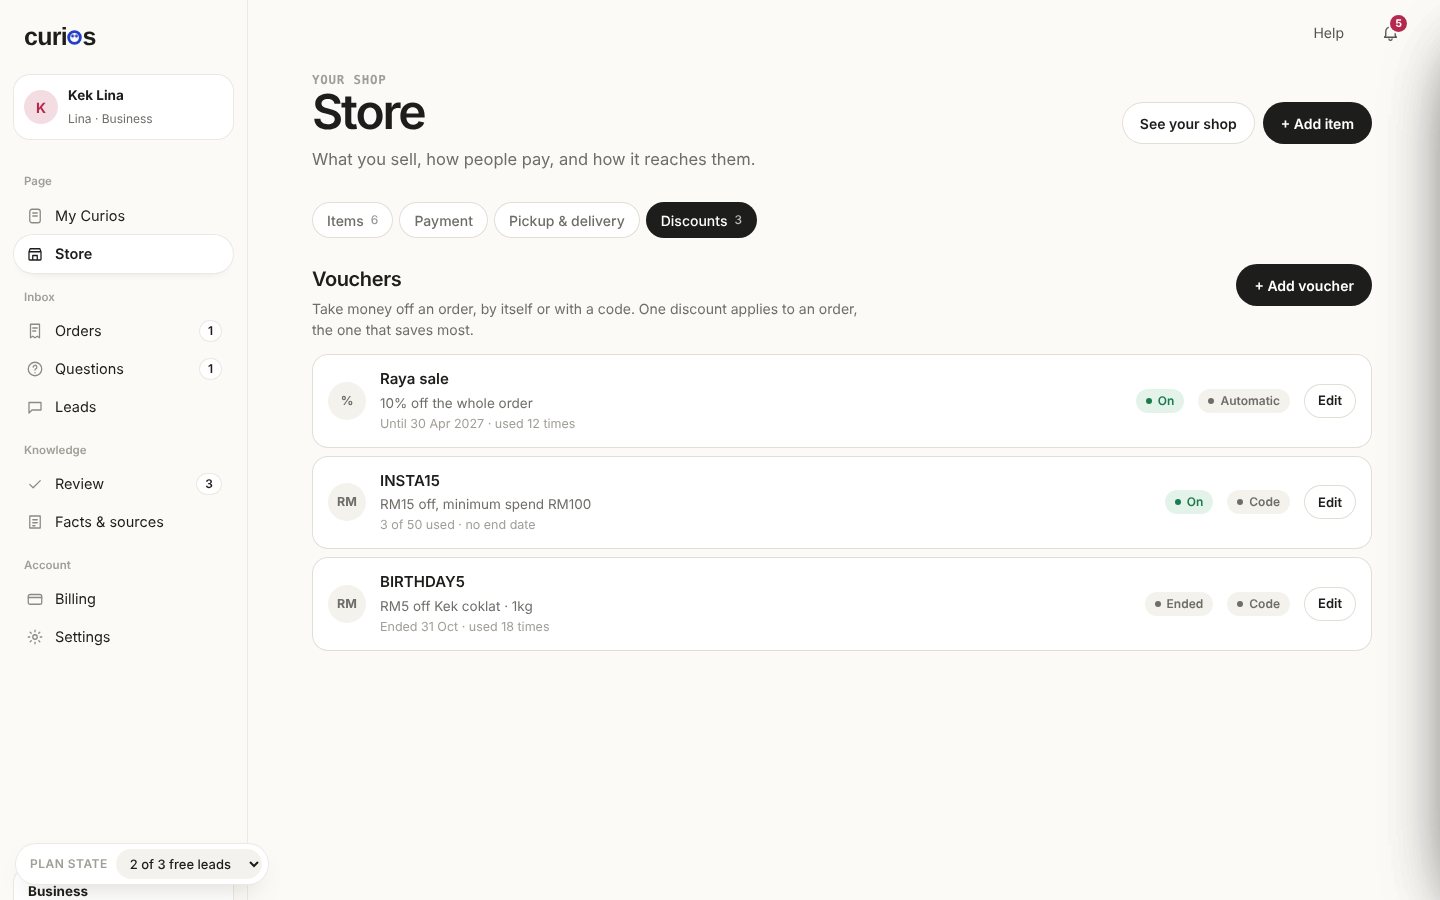 curios
K
Kek Lina
Lina · Business
Page
My Curios
Store
Inbox
Orders 1
Questions 1
Leads
Knowledge
Review 3
Facts & sources
Account
Billing
Settings
PLAN STATE 2 of 3 free leads
Business
Help
5
YOUR SHOP
Store
What you sell, how people pay, and how it reaches them.
See your shop
+ Add item
Items 6
Payment
Pickup & delivery
Discounts 3
Vouchers
Take money off an order, by itself or with a code. One discount applies to an order,
the one that saves most.
+ Add voucher
%
Raya sale
10% off the whole order
Until 30 Apr 2027 · used 12 times
On
Automatic
Edit
RM
INSTA15
RM15 off, minimum spend RM100
3 of 50 used · no end date
On
Code
Edit
RM
BIRTHDAY5
RM5 off Kek coklat · 1kg
Ended 31 Oct · used 18 times
Ended
Code
Edit